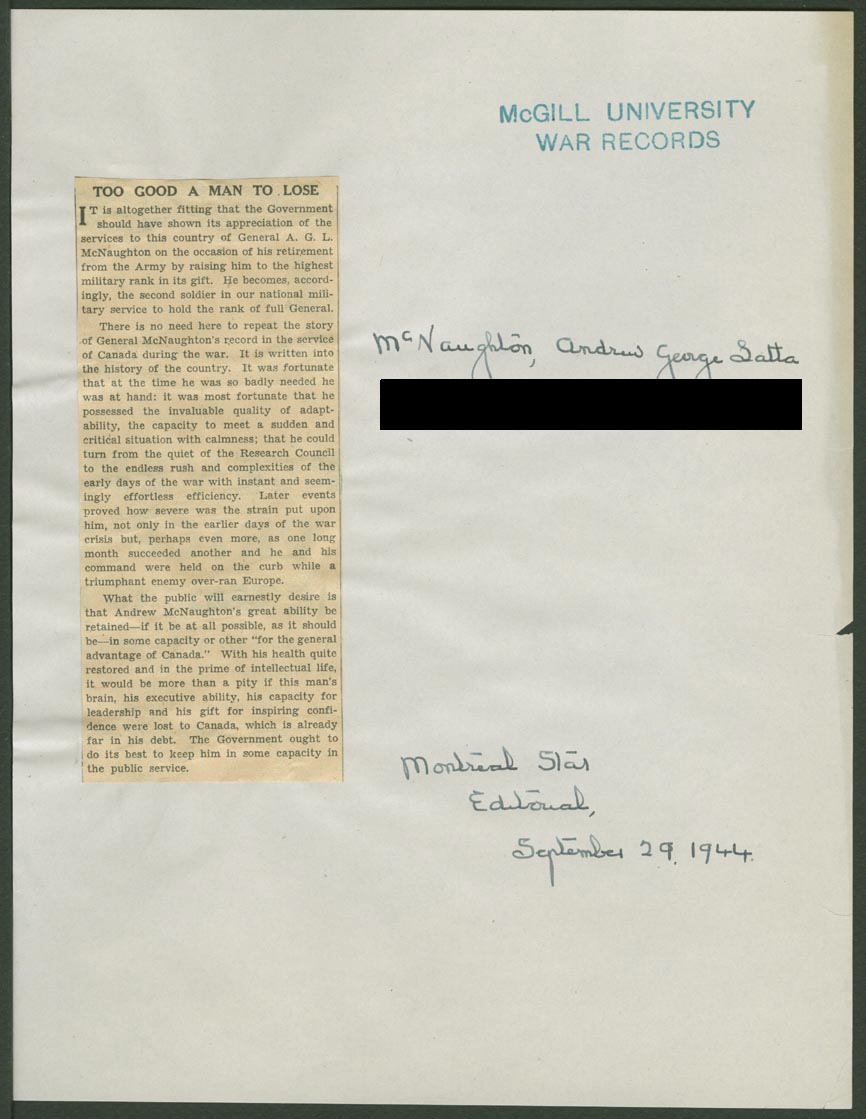 McGILL UNIVERSITY
WAR RECORDS
TOO GOOD A MAN TO LOSE
IT is altogether fitting that the Government
should have shown its appreciation of the
services to this country of General A. G. L.
McNaughton on the occasion of his retirement
from the Army by raising him to the highest
military rank in its gift. He becomes, accord-
ingly, the second soldier in our national mili-
tary service to hold the rank of full General.
There is no need here to repeat the story
of General McNaughton's record in the service
of Canada during the war. It is written into
the history of the country. It was fortunate
that at the time he was so badly needed he
was at hand: it was most fortunate that he
possessed the invaluable quality of adapt-
ability, the capacity to meet a sudden and
critical situation with calmness; that he could
turn from the quiet of the Research Council
to the endless rush and complexities of the
early days of the war with instant and seem-
ingly effortless efficiency. Later events
proved how severe was the strain put upon
him, not only in the earlier days of the war
crisis but, perhaps even more, as one long
month succeeded another and he and his
command were held on the curb while a
triumphant enemy over-ran Europe.
What the public will earnestly desire is
that Andrew McNaughton's great ability be
retained—if it be at all possible, as it should
be—in some capacity or other "for the general
advantage of Canada." With his health quite
restored and in the prime of intellectual life,
it would be more than a pity if this man's
brain, his executive ability, his capacity for
leadership and his gift for inspiring confi-
dence were lost to Canada, which is already
far in his debt. The Government ought to
do its best to keep him in some capacity in
the public service.
McNaughton, Andrew George Latta
Montreal Star
Editorial,
September 29, 1944.